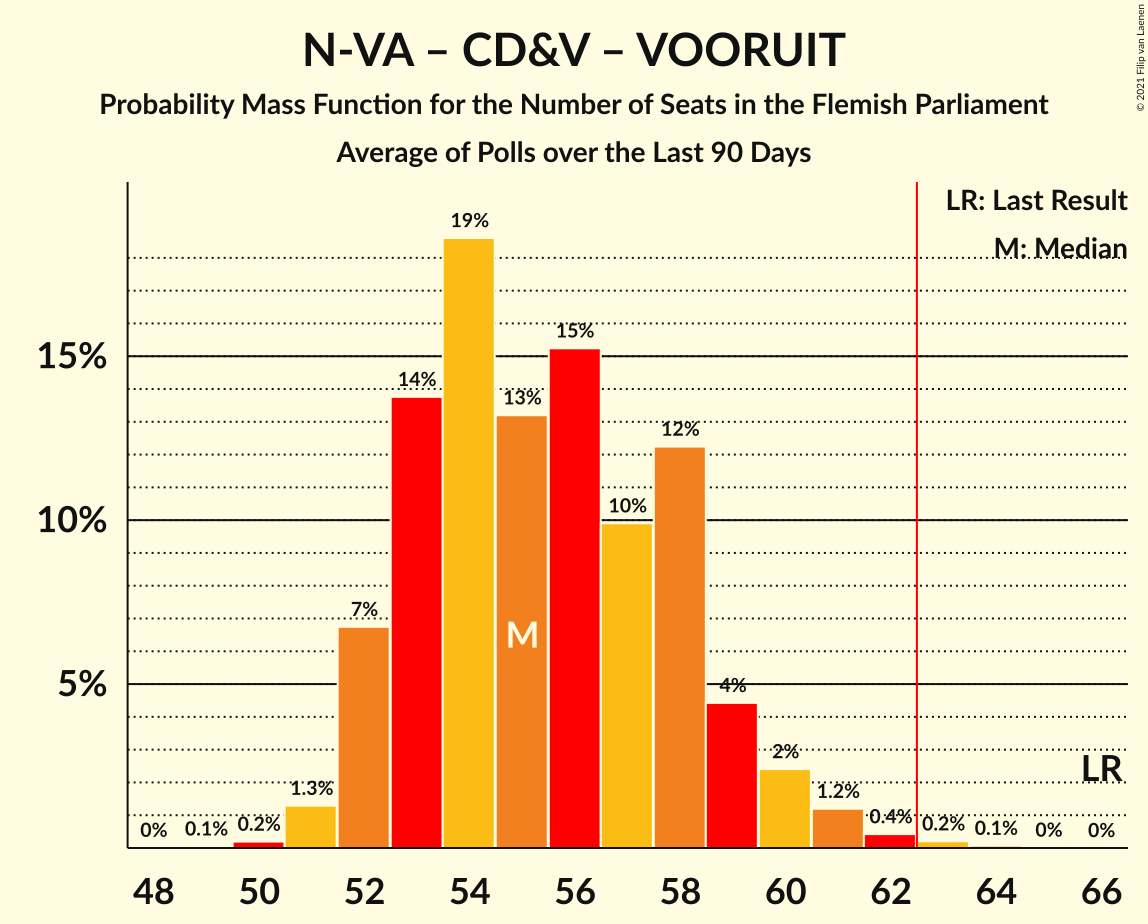 N-VA – CD&V – VOORUIT
Probability Mass Function for the Number of Seats in the Flemish Parliament
Average of Polls over the Last 90 Days
© 2021 Filip van Laenen
LR: Last Result
M: Median
15%
10%
5%
0%
0.1%
0.2%
1.3%
7%
14%
19%
13%
15%
10%
12%
4%
2%
1.2%
0.4%
0.2%
0.1%
0%
0%
M
LR
48 50 52 54 56 58 60 62 64 66